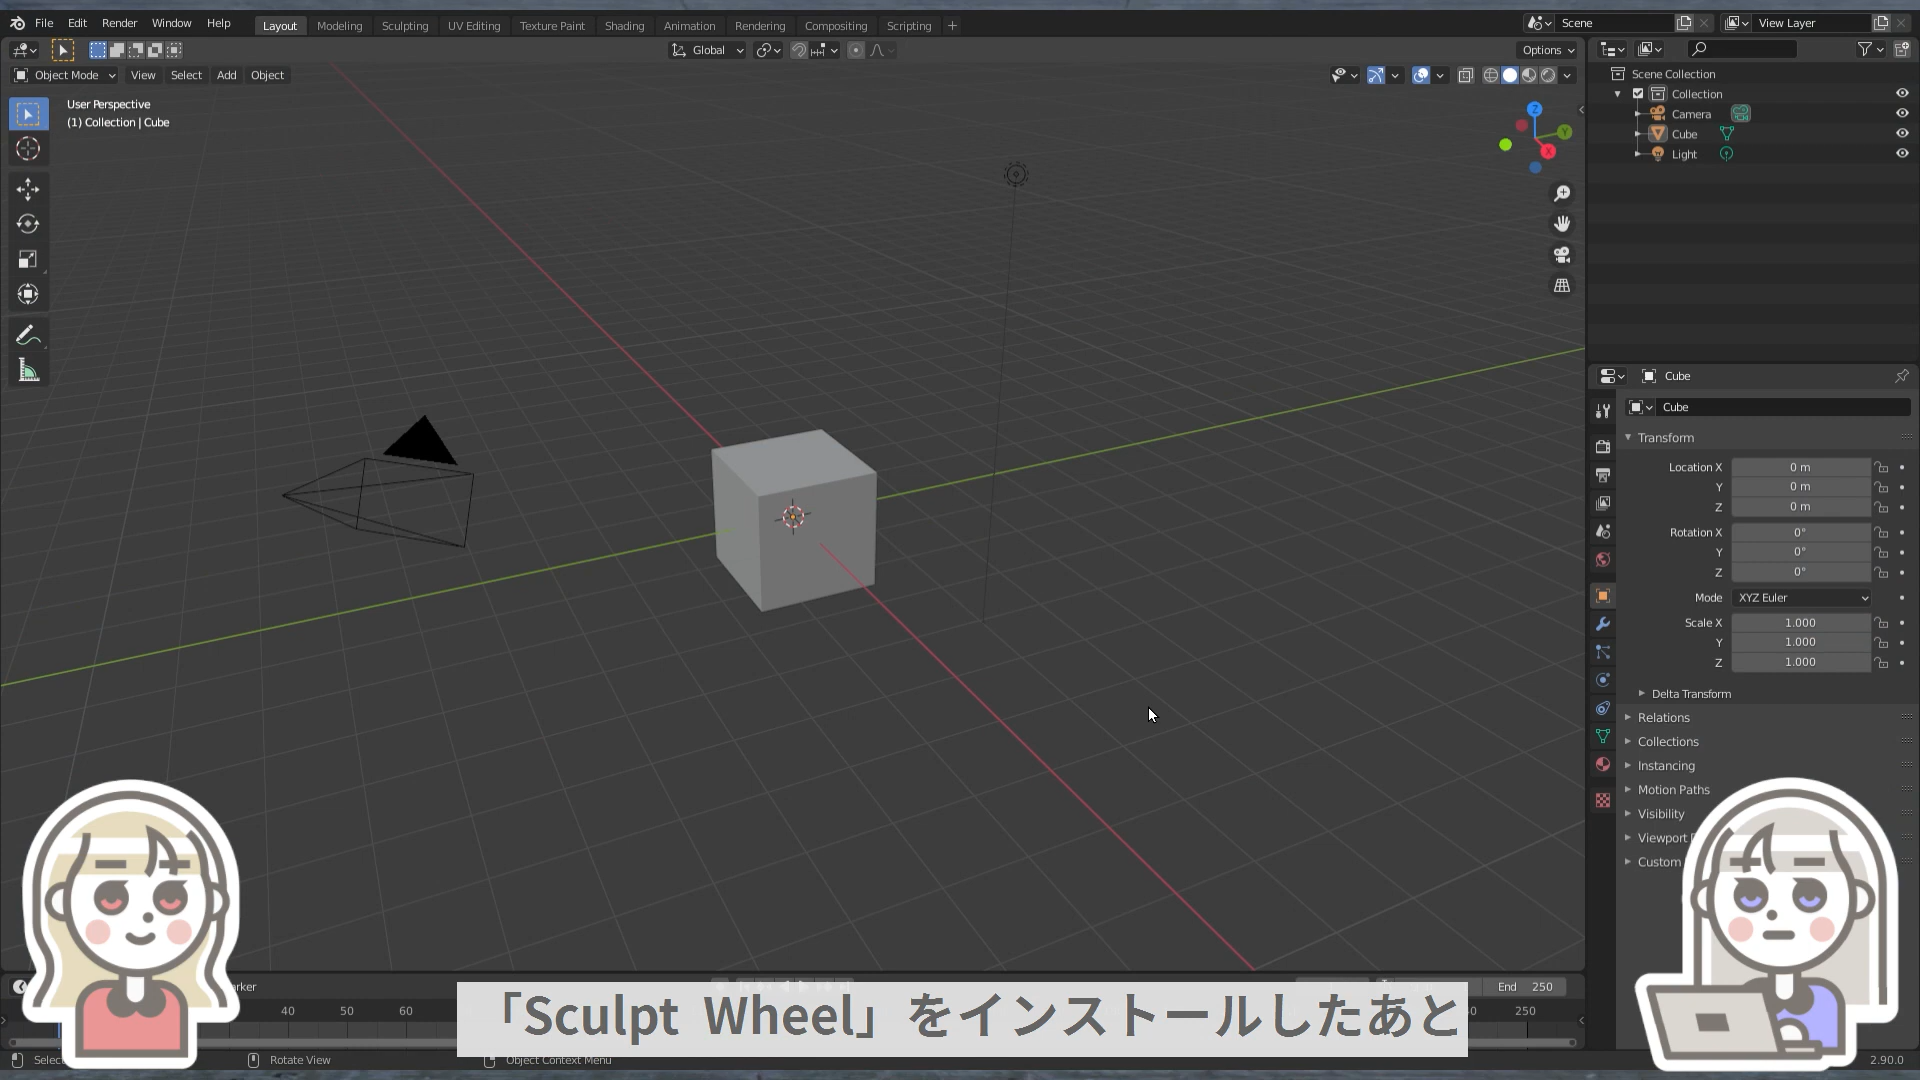 File Edit Render Window Help Layout Modeling Sculpting UV Editing Texture Paint Shading Animation Rendering Compositing Scripting + Scene View Layer
Global Options
Object Mode View Select Add Object
User Perspective
(1) Collection | Cube
Z
Y
X
Scene Collection
Collection
Camera
Cube
Light
Cube
Cube
Transform
Location X 0 m
Y 0 m
Z 0 m
Rotation X 0°
Y 0°
Z 0°
Mode XYZ Euler
Scale X 1.000
Y 1.000
Z 1.000
Delta Transform
Relations
Collections
Instancing
Motion Paths
Visibility
Viewport
Custom
arker End 250
40 50 60 250
「Sculpt Wheel」をインストールしたあと
Select Rotate View Object Context Menu 2.90.0